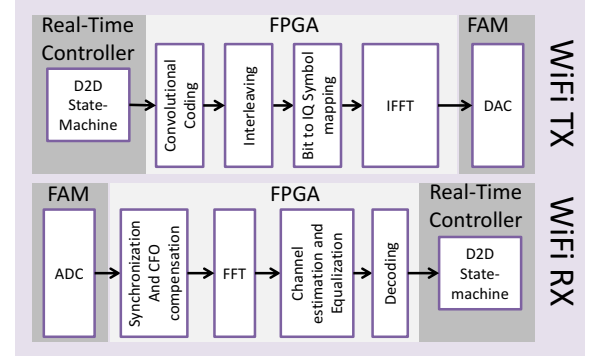 Real-Time
Controller
FPGA
FAM
D2D
State-
Machine
Convolutional
Coding
Interleaving
Bit to IQ Symbol
mapping
IFFT
DAC
WiFi TX
FAM
FPGA
Real-Time
Controller
ADC
Synchronization
And CFO
compensation
FFT
Channel
estimation and
Equalization
Decoding
D2D
State-
machine
WiFi RX